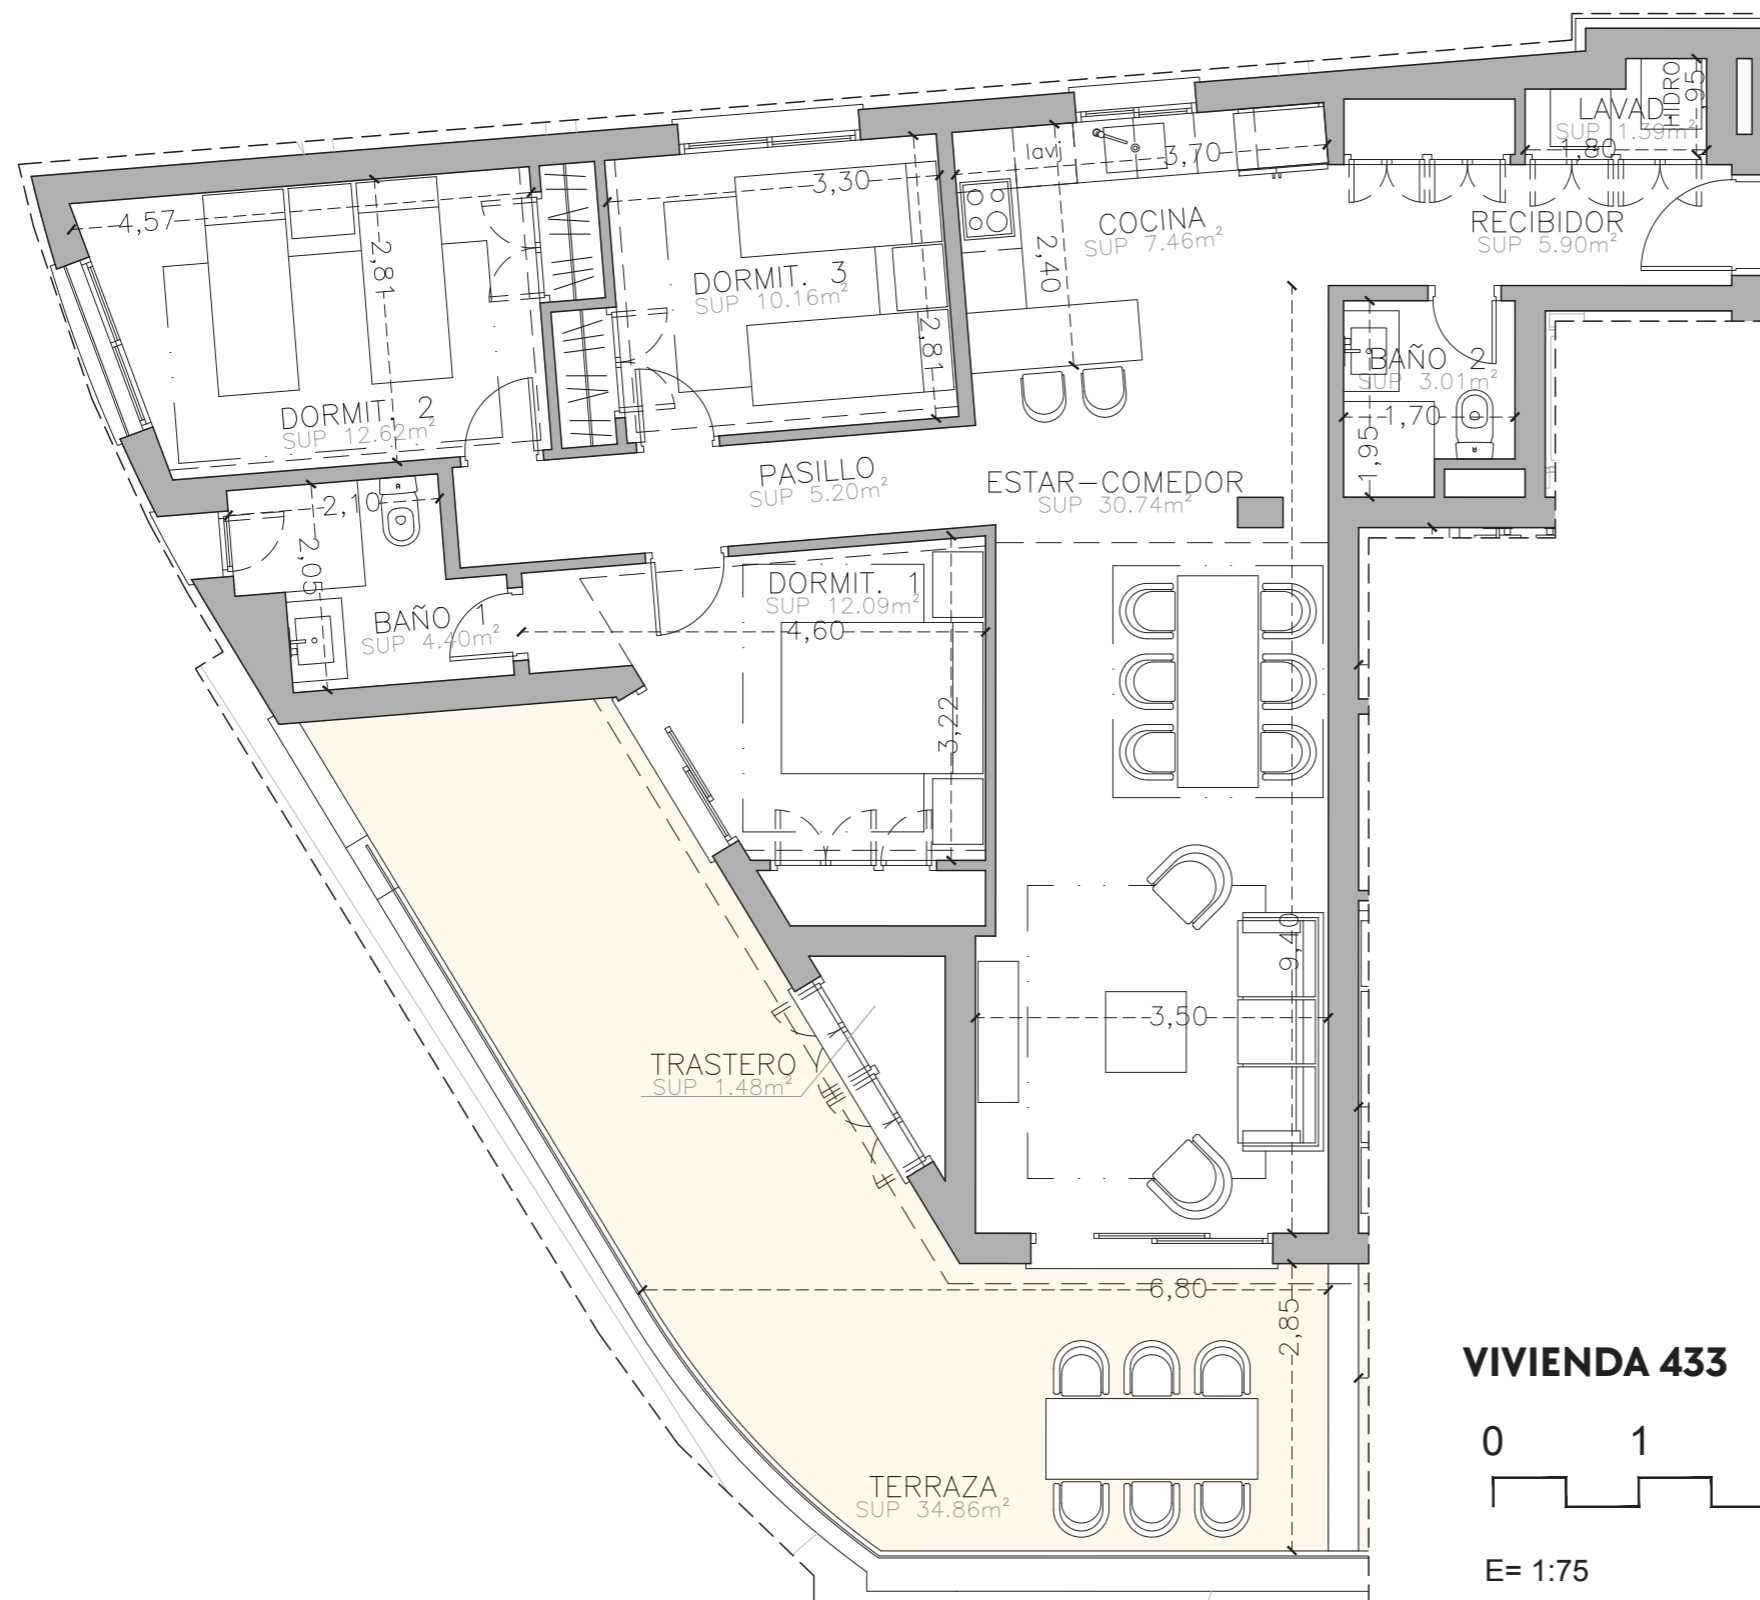 HIDRO
,95
LAVAD.
SUP 1.39m²
1,80
lavj
3,70
3,30
4,57
2,81
COCINA
SUP 7.46m²
RECIBIDOR
SUP 5.90m²
2,40
DORMIT. 3
SUP 10.16m²
2,81
BAÑO 2
SUP 3.01m²
1,70
1,95
DORMIT. 2
SUP 12.62m²
PASILLO
SUP 5.20m²
ESTAR-COMEDOR
SUP 30.74m²
2,10
2,05
DORMIT. 1
SUP 12.09m²
4,60
BAÑO 1
SUP 4.40m²
3,22
9,40
3,50
TRASTERO
SUP 1.48m²
6,80
2,85
VIVIENDA 433
0 1
TERRAZA
SUP 34.86m²
E= 1:75